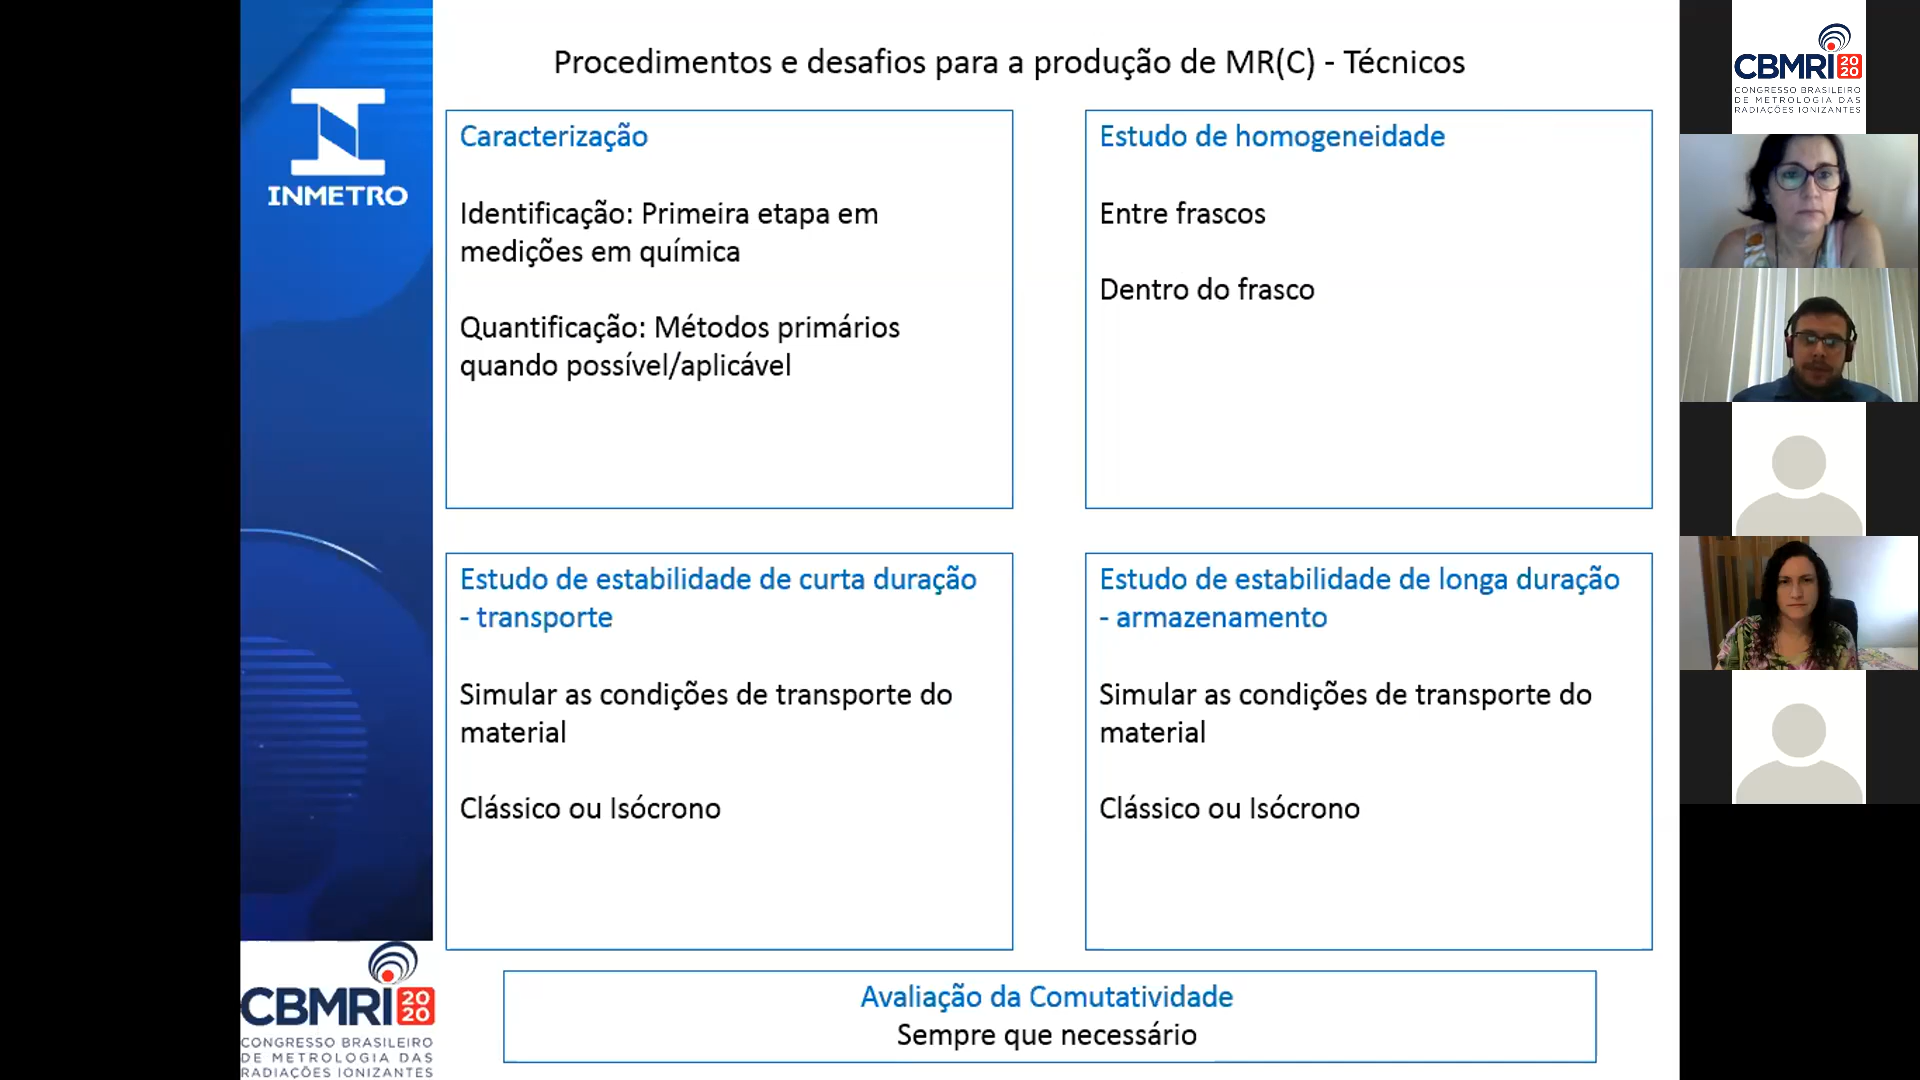 Procedimentos e desafios para a produção de MR(C) - Técnicos
INMETRO
Caracterização
Identificação: Primeira etapa em
medições em química
Quantificação: Métodos primários
quando possível/aplicável
Estudo de homogeneidade
Entre frascos
Dentro do frasco
Estudo de estabilidade de curta duração
- transporte
Simular as condições de transporte do
material
Clássico ou Isócrono
Estudo de estabilidade de longa duração
- armazenamento
Simular as condições de transporte do
material
Clássico ou Isócrono
Avaliação da Comutatividade
Sempre que necessário
CBMRI 20
20
CONGRESSO BRASILEIRO
DE METROLOGIA DAS
RADIAÇÕES IONIZANTES
CBMRI 20
20
CONGRESSO BRASILEIRO
DE METROLOGIA DAS
RADIAÇÕES IONIZANTES